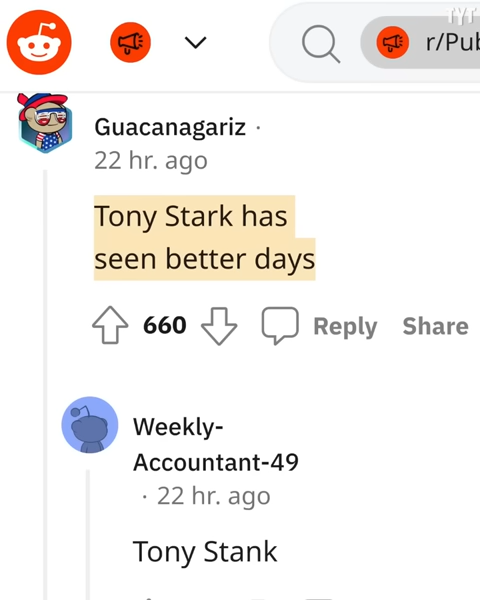 TYT
r/Pub
Guacanagariz ·
22 hr. ago
Tony Stark has
seen better days
660
Reply Share
Weekly-
Accountant-49
· 22 hr. ago
Tony Stank